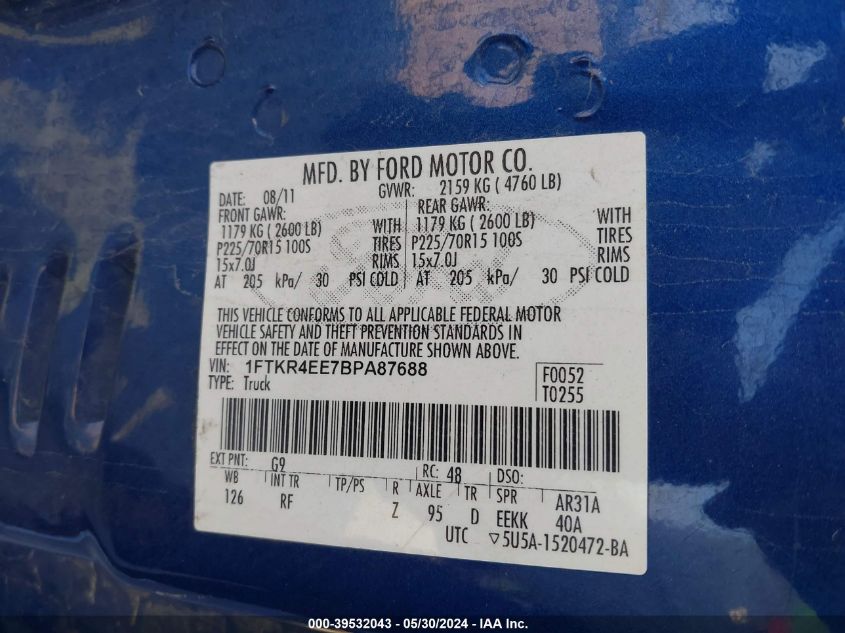 MFD. BY FORD MOTOR CO.
DATE: 08/11 GVWR: 2159 KG ( 4760 LB)
FRONT GAWR: REAR GAWR:
1179 KG ( 2600 LB) WITH 1179 KG ( 2600 LB) WITH
P225/70R15 100S TIRES P225/70R15 100S TIRES
15x7.0J RIMS 15x7.0J RIMS
AT 205 kPa/ 30 PSI COLD AT 205 kPa/ 30 PSI COLD
THIS VEHICLE CONFORMS TO ALL APPLICABLE FEDERAL MOTOR
VEHICLE SAFETY AND THEFT PREVENTION STANDARDS IN
EFFECT ON THE DATE OF MANUFACTURE SHOWN ABOVE.
VIN: 1FTKR4EE7BPA87688 F0052
TYPE: Truck T0255
EXT PNT: G9 RC: 48 DSO:
WB INT TR TP/PS R AXLE TR SPR AR31A
126 RF Z 95 D EEKK 40A
UTC ▽5U5A-1520472-BA
000-39532043 - 05/30/2024 - IAA Inc.